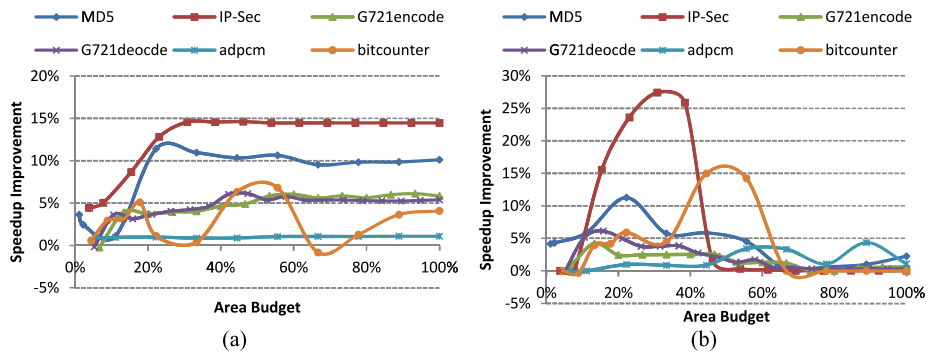 MD5 IP-Sec G721encode
G721deocde adpcm bitcounter
20%
15%
10%
5%
0%
-5%
0% 20% 40% 60% 80% 100%
Speedup Improvement
Area Budget
(a)
MD5 IP-Sec G721encode
G721deocde adpcm bitcounter
30%
25%
20%
15%
10%
5%
0%
-5%
0% 20% 40% 60% 80% 100%
Speedup Improvement
Area Budget
(b)